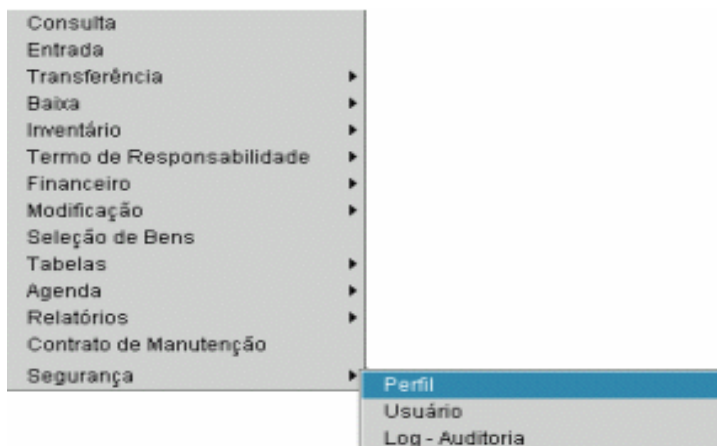 Consulta
Entrada
Transferência
Baixa
Inventário
Termo de Responsabilidade
Financeiro
Modificação
Seleção de Bens
Tabelas
Agenda
Relatórios
Contrato de Manutenção
Segurança
Perfil
Usuário
Log - Auditoria